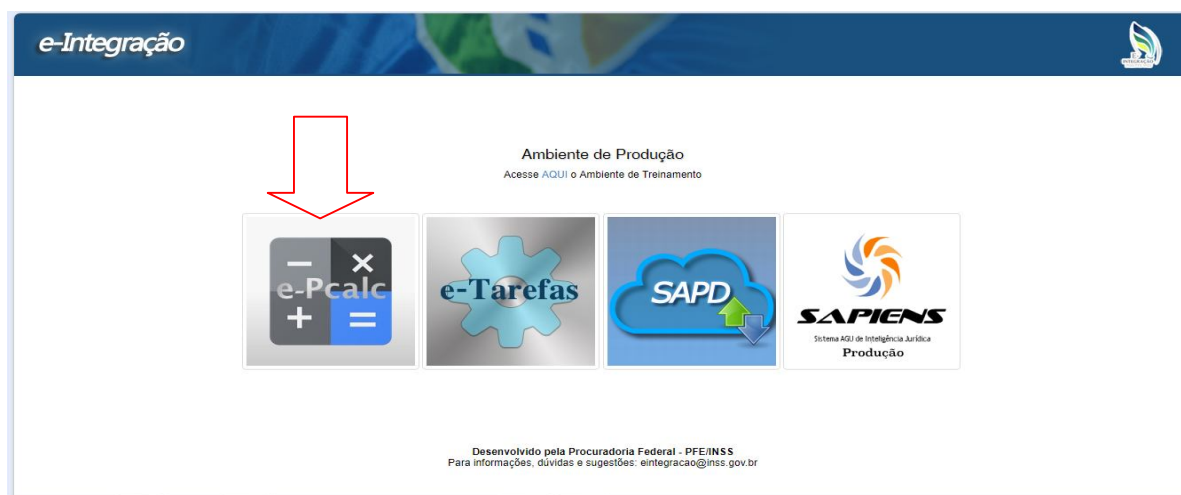 e-Integração
INTEGRAÇÃO
Ambiente de Produção
Acesse AQUI o Ambiente de Treinamento
e-Pcalc
e-Tarefas
SAPD
SAPIENS
Sistema AGU de Inteligência Jurídica
Produção
Desenvolvido pela Procuradoria Federal - PFE/INSS
Para informações, dúvidas e sugestões: eintegracao@inss.gov.br